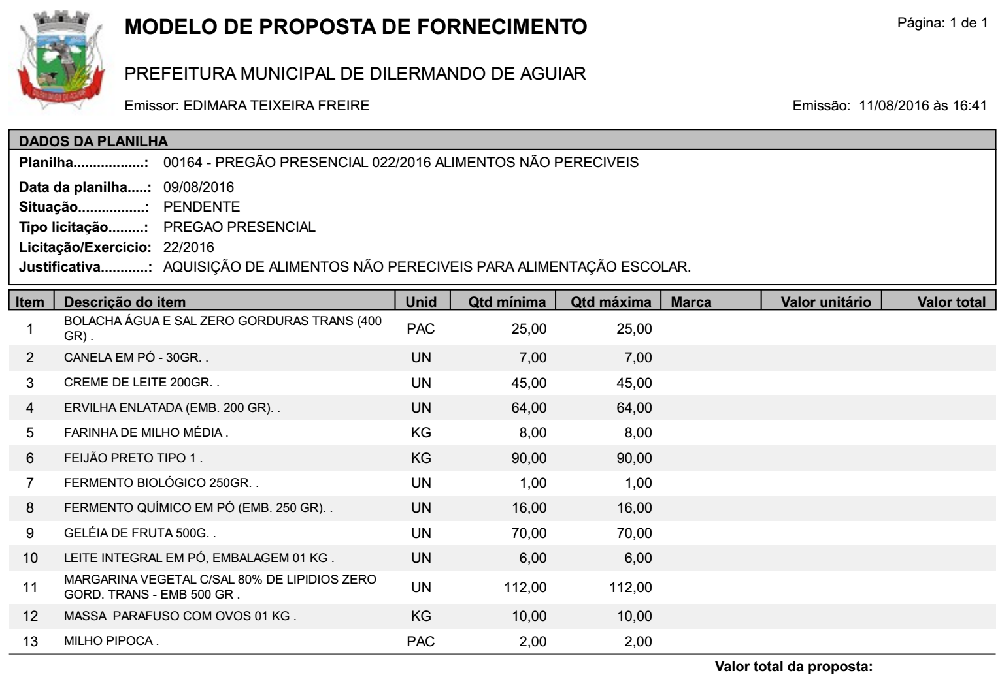 MODELO DE PROPOSTA DE FORNECIMENTO
Página: 1 de 1
PREFEITURA MUNICIPAL DE DILERMANDO DE AGUIAR
Emissor: EDIMARA TEIXEIRA FREIRE
Emissão: 11/08/2016 às 16:41
DADOS DA PLANILHA
Planilha..................: 00164 - PREGÃO PRESENCIAL 022/2016 ALIMENTOS NÃO PERECIVEIS
Data da planilha.....: 09/08/2016
Situação.................: PENDENTE
Tipo licitação.........: PREGAO PRESENCIAL
Licitação/Exercício: 22/2016
Justificativa............: AQUISIÇÃO DE ALIMENTOS NÃO PERECIVEIS PARA ALIMENTAÇÃO ESCOLAR.
Item Descrição do item Unid Qtd mínima Qtd máxima Marca Valor unitário Valor total
1 BOLACHA ÁGUA E SAL ZERO GORDURAS TRANS (400 PAC 25,00 25,00
GR) .
2 CANELA EM PÓ - 30GR. . UN 7,00 7,00
3 CREME DE LEITE 200GR. . UN 45,00 45,00
4 ERVILHA ENLATADA (EMB. 200 GR). . UN 64,00 64,00
5 FARINHA DE MILHO MÉDIA . KG 8,00 8,00
6 FEIJÃO PRETO TIPO 1 . KG 90,00 90,00
7 FERMENTO BIOLÓGICO 250GR. . UN 1,00 1,00
8 FERMENTO QUÍMICO EM PÓ (EMB. 250 GR). . UN 16,00 16,00
9 GELÉIA DE FRUTA 500G. . UN 70,00 70,00
10 LEITE INTEGRAL EM PÓ, EMBALAGEM 01 KG . UN 6,00 6,00
11 MARGARINA VEGETAL C/SAL 80% DE LIPIDIOS ZERO UN 112,00 112,00
GORD. TRANS - EMB 500 GR .
12 MASSA  PARAFUSO COM OVOS 01 KG . KG 10,00 10,00
13 MILHO PIPOCA . PAC 2,00 2,00
Valor total da proposta: